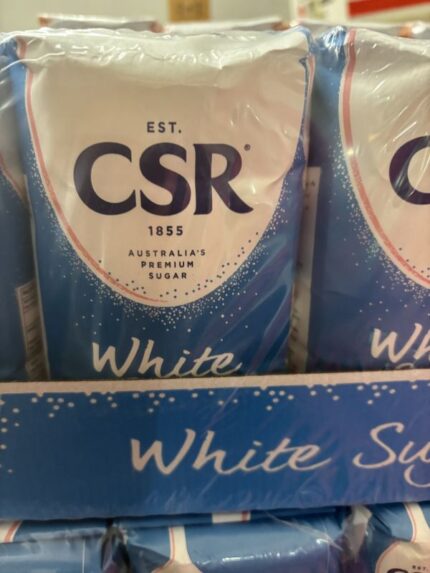 EST.
CSR®
1855
AUSTRALIA'S
PREMIUM
SUGAR
White
White